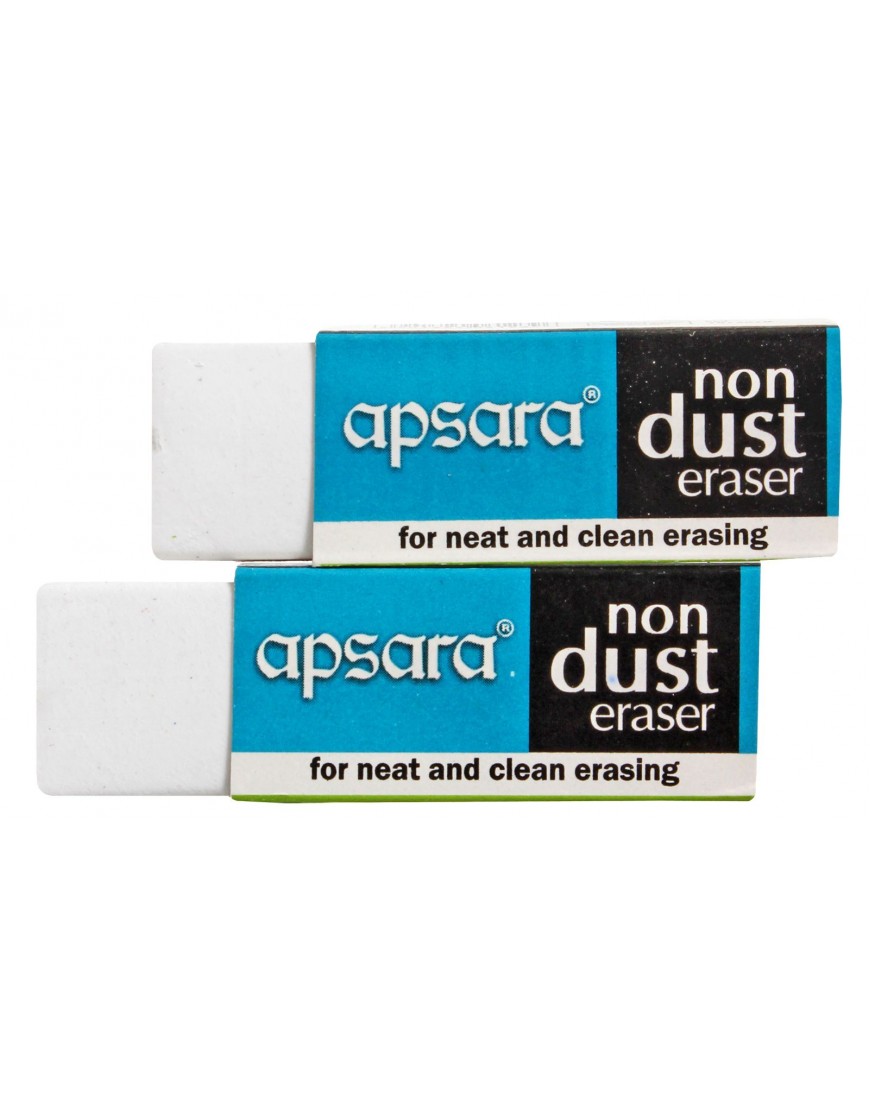 apsara®
non
dust
eraser
for neat and clean erasing
apsara®
non
dust
eraser
for neat and clean erasing